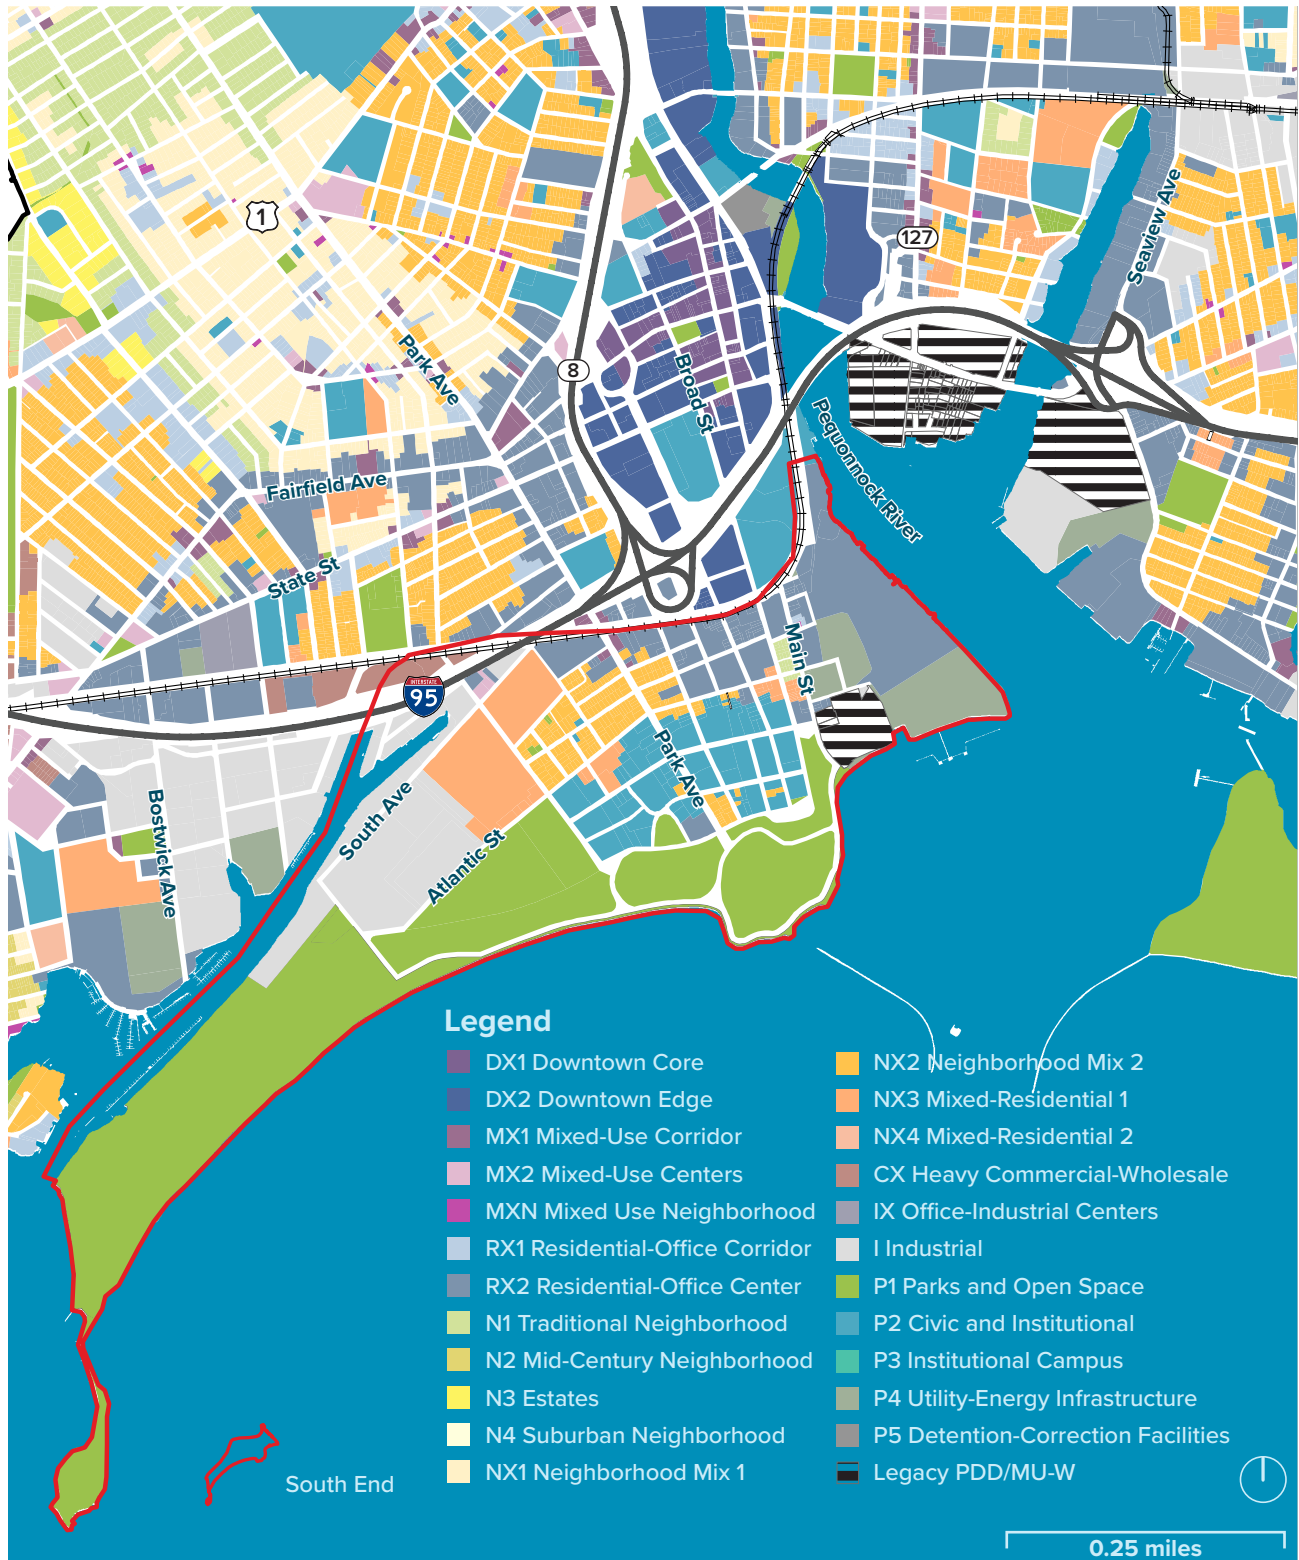 1
127
Seaview Ave
Park Ave
8
Broad St
Pequonnock River
Fairfield Ave
State St
Main St
INTERSTATE
95
Park Ave
South Ave
Bostwick Ave
Atlantic St
Legend
DX1 Downtown Core
DX2 Downtown Edge
MX1 Mixed-Use Corridor
MX2 Mixed-Use Centers
MXN Mixed Use Neighborhood
RX1 Residential-Office Corridor
RX2 Residential-Office Center
N1 Traditional Neighborhood
N2 Mid-Century Neighborhood
N3 Estates
N4 Suburban Neighborhood
NX1 Neighborhood Mix 1
NX2 Neighborhood Mix 2
NX3 Mixed-Residential 1
NX4 Mixed-Residential 2
CX Heavy Commercial-Wholesale
IX Office-Industrial Centers
I Industrial
P1 Parks and Open Space
P2 Civic and Institutional
P3 Institutional Campus
P4 Utility-Energy Infrastructure
P5 Detention-Correction Facilities
Legacy PDD/MU-W
South End
0.25 miles